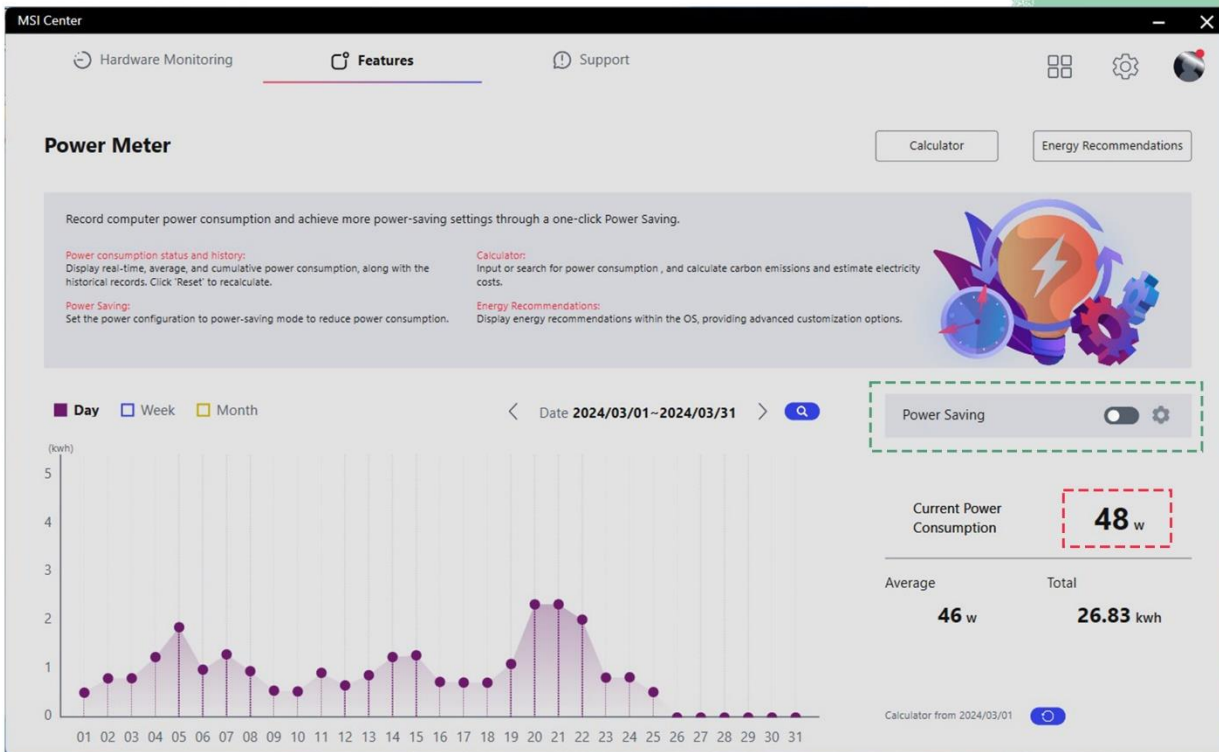 MSI Center
Hardware Monitoring
Features
Support
Power Meter
Calculator
Energy Recommendations
Record computer power consumption and achieve more power-saving settings through a one-click Power Saving.
Power consumption status and history:
Display real-time, average, and cumulative power consumption, along with the
historical records. Click 'Reset' to recalculate.
Power Saving:
Set the power configuration to power-saving mode to reduce power consumption.
Calculator:
Input or search for power consumption , and calculate carbon emissions and estimate electricity
costs.
Energy Recommendations:
Display energy recommendations within the OS, providing advanced customization options.
Day Week Month
Date 2024/03/01~2024/03/31
Power Saving
(kwh)
5
4
3
2
1
0
01 02 03 04 05 06 07 08 09 10 11 12 13 14 15 16 17 18 19 20 21 22 23 24 25 26 27 28 29 30 31
Current Power
Consumption
48 w
Average
46 w
Total
26.83 kwh
Calculator from 2024/03/01